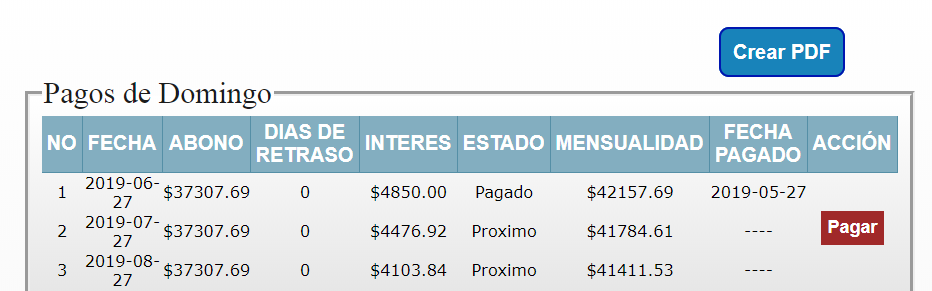 Crear PDF
Pagos de Domingo
NO FECHA ABONO DIAS DE RETRASO INTERES ESTADO MENSUALIDAD FECHA PAGADO ACCIÓN
1 2019-06-27 $37307.69 0 $4850.00 Pagado $42157.69 2019-05-27
2 2019-07-27 $37307.69 0 $4476.92 Proximo $41784.61 ---- Pagar
3 2019-08-27 $37307.69 0 $4103.84 Proximo $41411.53 ----